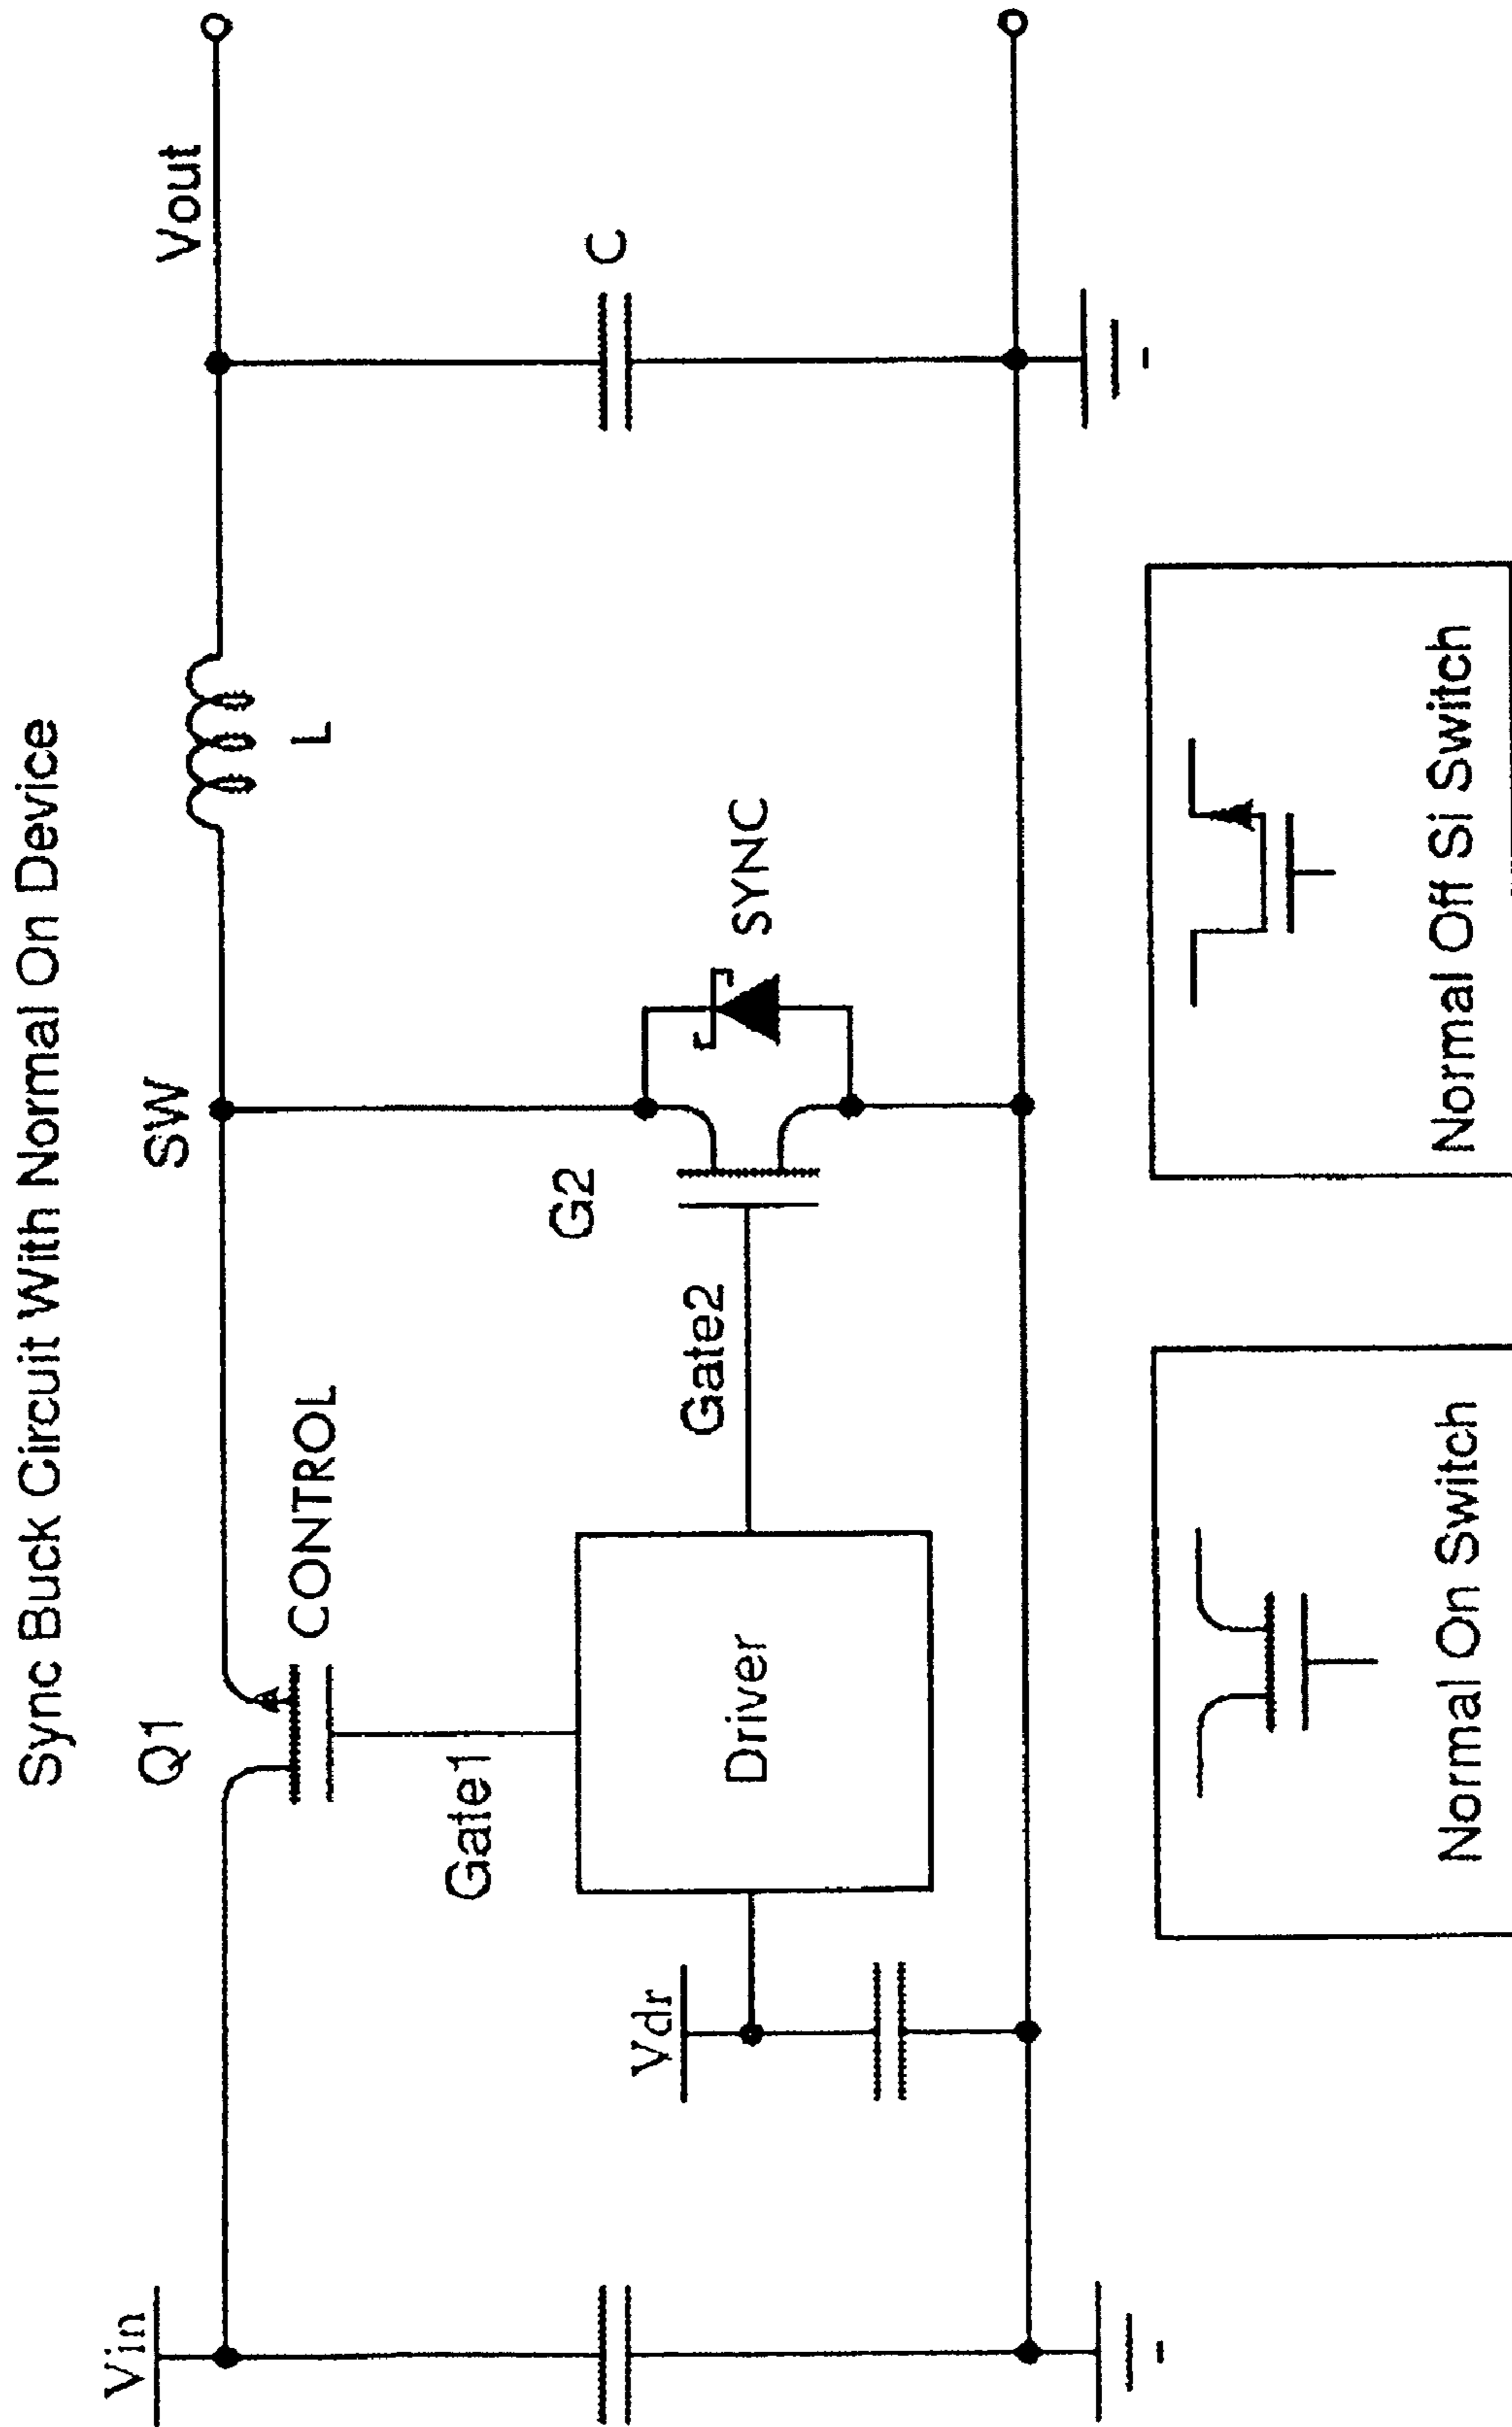 Sync Buck Circuit With Normal On Device
Vin
Q1
CONTROL
SW
L
Vout
Gate1
Vdr
Driver
Gate2
G2
SYNC
C
Normal On Switch
Normal Off Si Switch